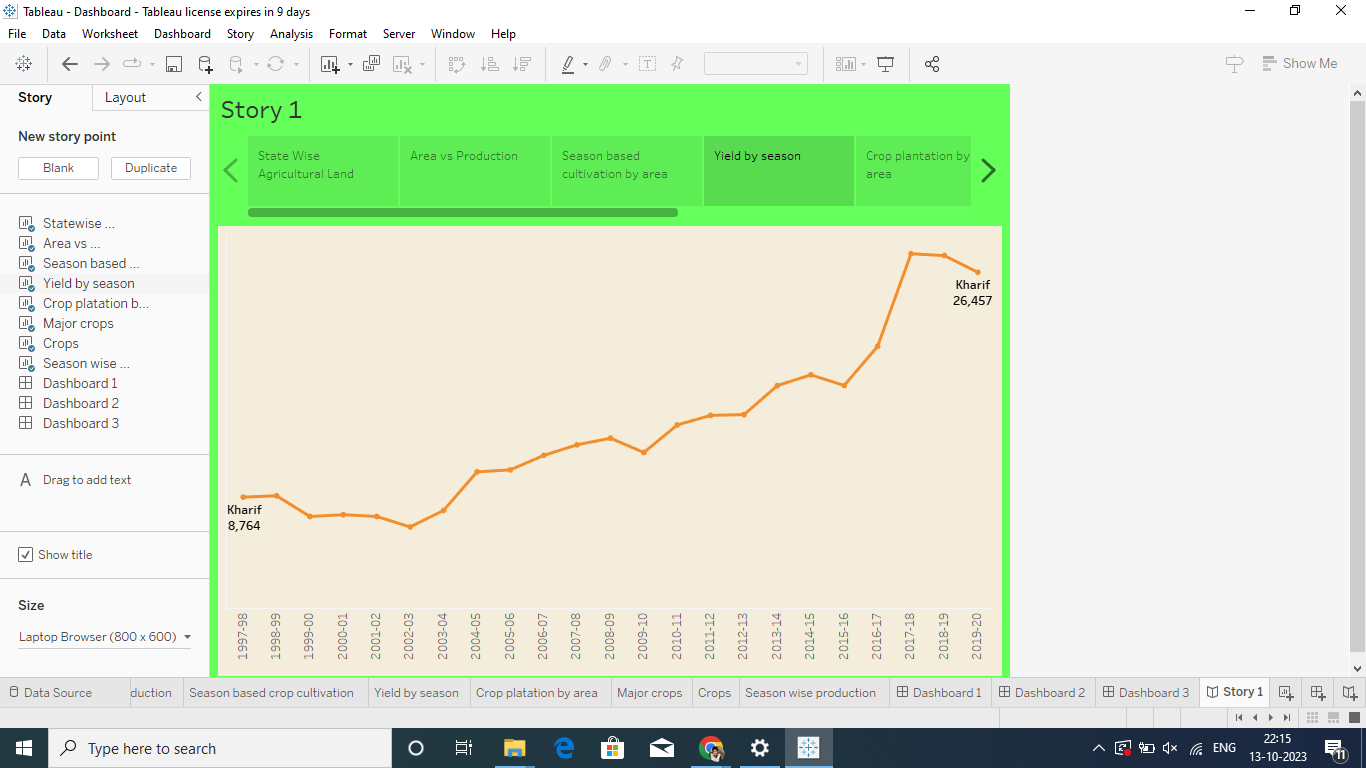 Tableau - Dashboard - Tableau license expires in 9 days
File Data Worksheet Dashboard Story Analysis Format Server Window Help
Show Me
Story Layout
New story point
Blank Duplicate
Statewise ...
Area vs ...
Season based ...
Yield by season
Crop platation b...
Major crops
Crops
Season wise ...
Dashboard 1
Dashboard 2
Dashboard 3
A Drag to add text
Show title
Size
Laptop Browser (800 x 600)
Story 1
State Wise
Agricultural Land
Area vs Production
Season based
cultivation by area
Yield by season
Crop plantation by
area
Kharif
26,457
Kharif
8,764
1997-98
1998-99
1999-00
2000-01
2001-02
2002-03
2003-04
2004-05
2005-06
2006-07
2007-08
2008-09
2009-10
2010-11
2011-12
2012-13
2013-14
2014-15
2015-16
2016-17
2017-18
2018-19
2019-20
Data Source duction Season based crop cultivation Yield by season Crop platation by area Major crops Crops Season wise production Dashboard 1 Dashboard 2 Dashboard 3 Story 1
Type here to search
ENG
22:15
13-10-2023
11